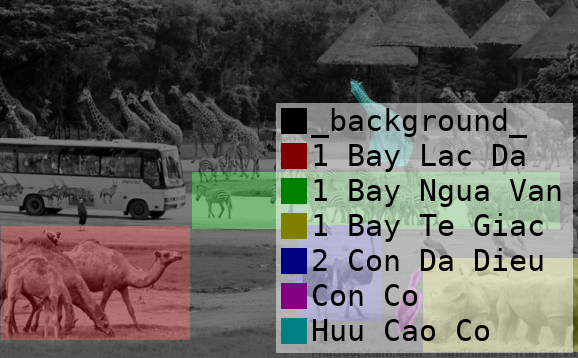 _background_
1 Bay Lac Da
1 Bay Ngua Van
1 Bay Te Giac
2 Con Da Dieu
Con Co
Huu Cao Co